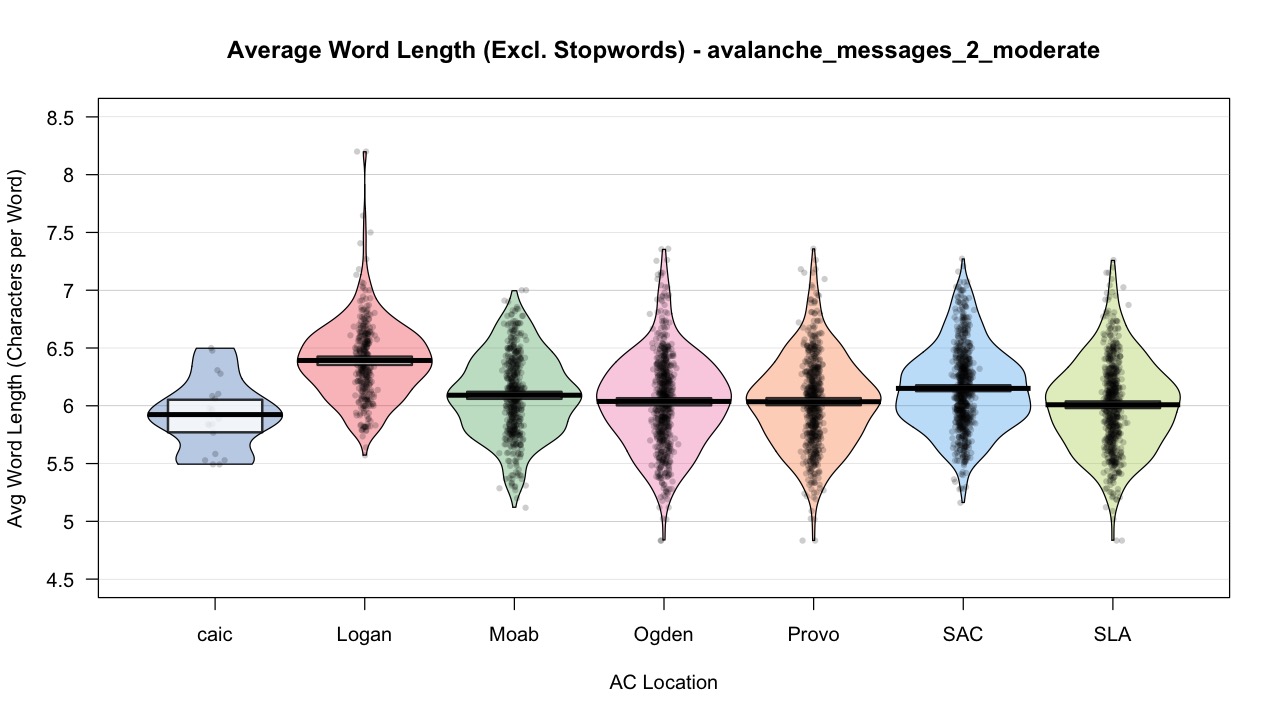 Average Word Length (Excl. Stopwords) - avalanche_messages_2_moderate
Avg Word Length (Characters per Word)
8.5
8
7.5
7
6.5
6
5.5
5
4.5
caic Logan Moab Ogden Provo SAC SLA
AC Location